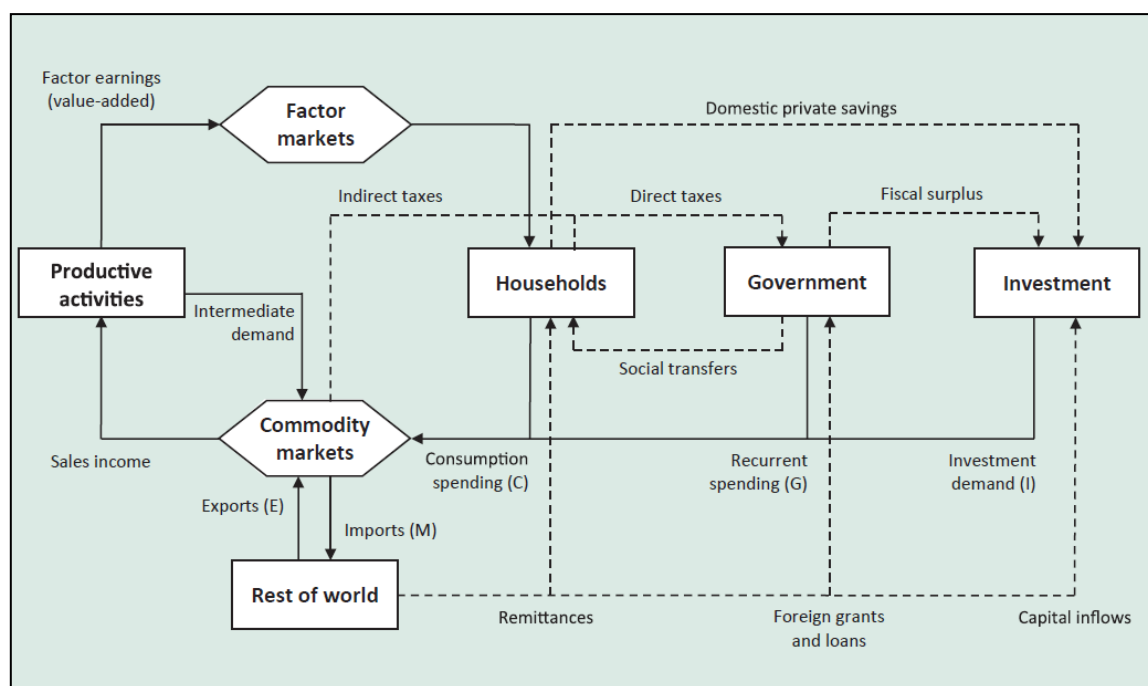 Factor earnings
(value-added)
Factor
markets
Domestic private savings
Indirect taxes
Direct taxes
Fiscal surplus
Productive
activities
Households
Government
Investment
Intermediate
demand
Social transfers
Commodity
markets
Sales income
Consumption
spending (C)
Recurrent
spending (G)
Investment
demand (I)
Exports (E)
Imports (M)
Rest of world
Remittances
Foreign grants
and loans
Capital inflows